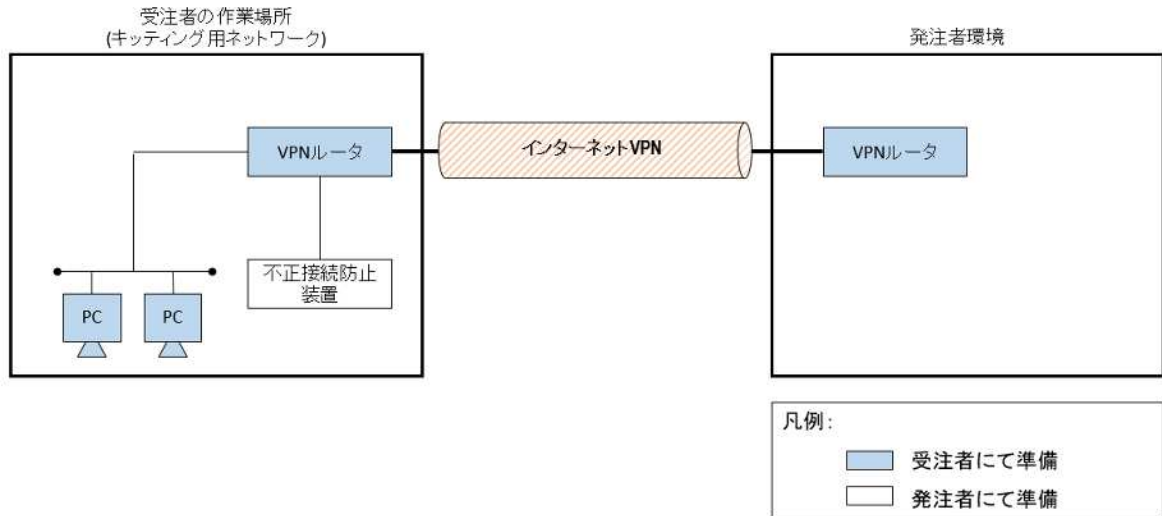 受注者の作業場所
(キッティング用ネットワーク)
発注者環境
VPNルータ
インターネットVPN
VPNルータ
不正接続防止
装置
PC
PC
凡例:
受注者にて準備
発注者にて準備